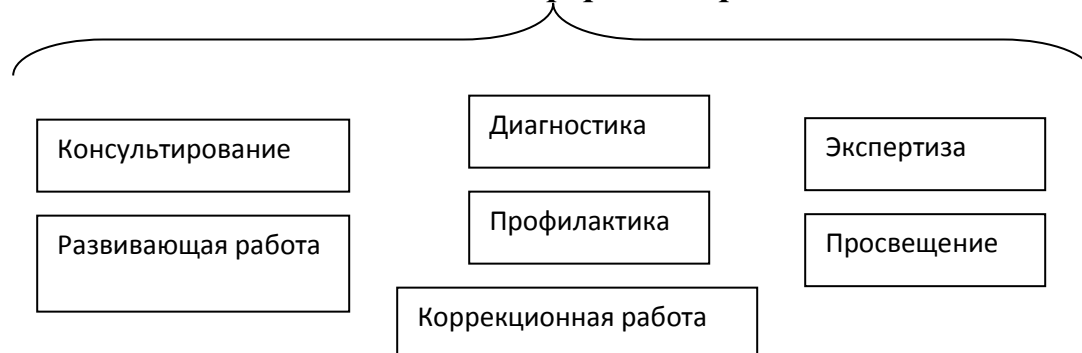 Диагностика
Консультирование
Экспертиза
Профилактика
Развивающая работа
Просвещение
Коррекционная работа